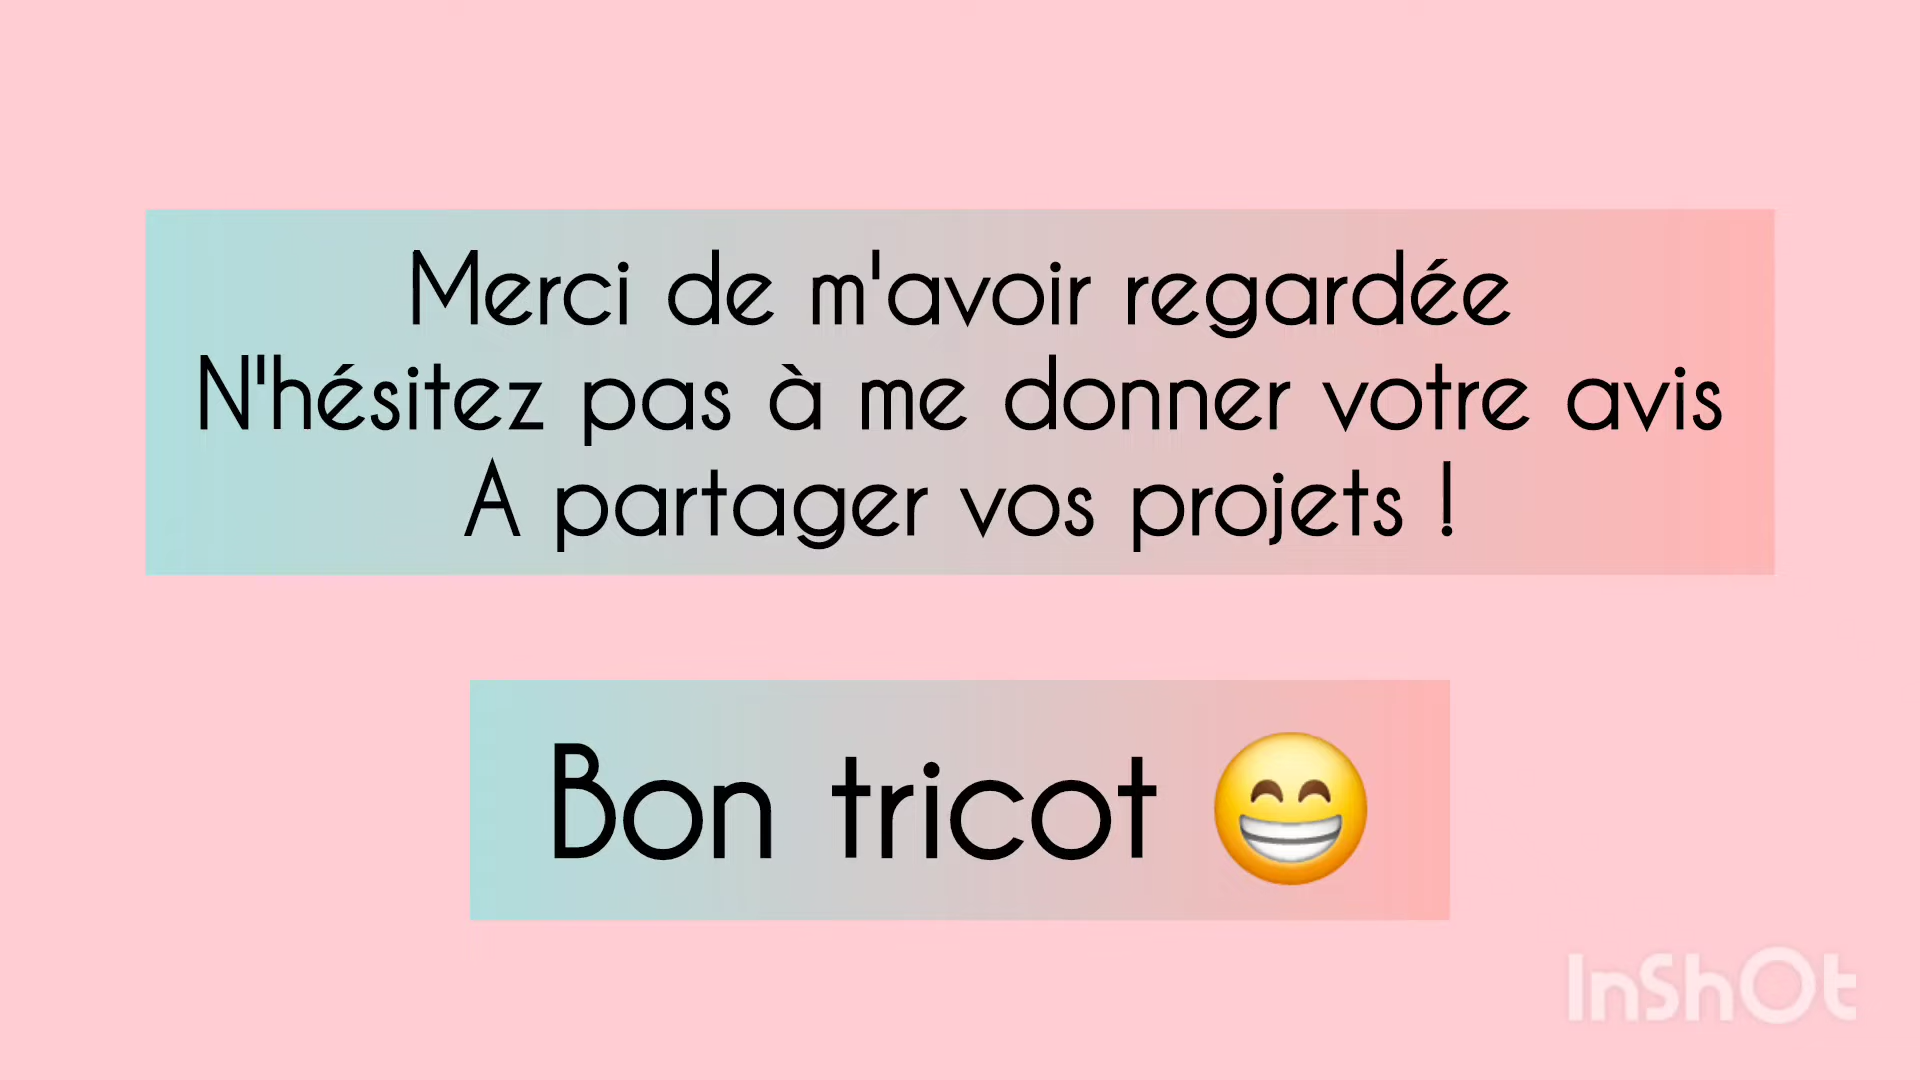 Merci de m'avoir regardée
N'hésitez pas à me donner votre avis
A partager vos projets !
Bon tricot 😁
InShOt